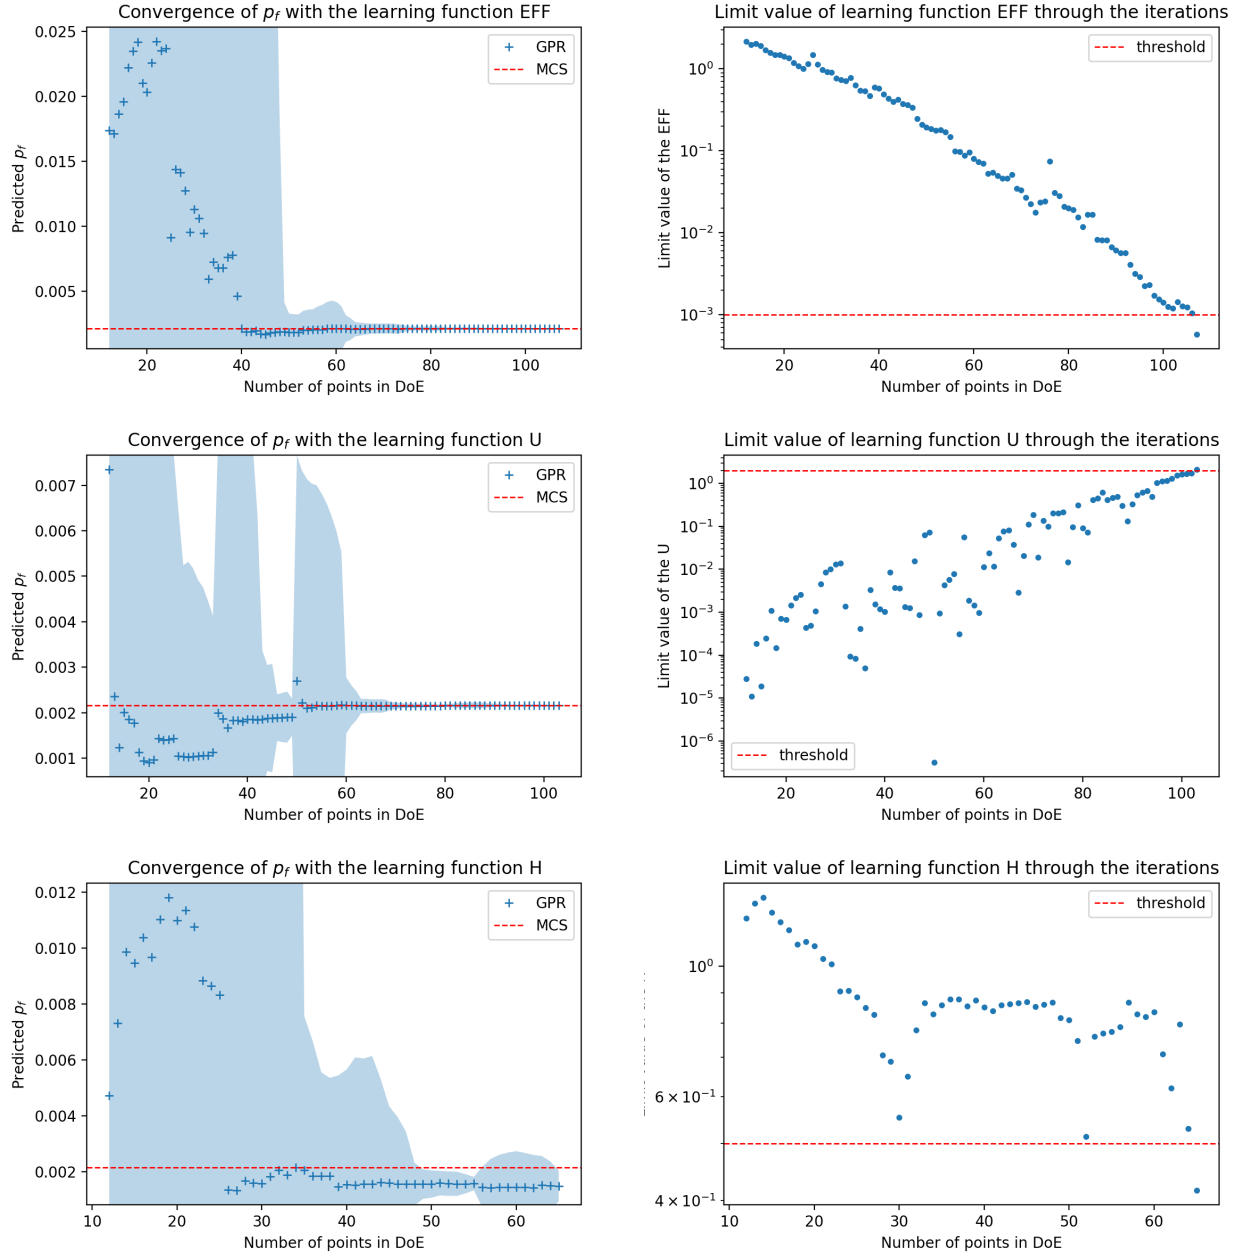 Convergence of p_f with the learning function EFF
Limit value of learning function EFF through the iterations
0.025
0.020
0.015
0.010
0.005
Predicted p_f
GPR
MCS
20 40 60 80 100
Number of points in DoE
10^0
10^−1
10^−2
10^−3
Limit value of the EFF
threshold
20 40 60 80 100
Number of points in DoE
Convergence of p_f with the learning function U
Limit value of learning function U through the iterations
0.007
0.006
0.005
0.004
0.003
0.002
0.001
Predicted p_f
GPR
MCS
20 40 60 80 100
Number of points in DoE
10^0
10^−1
10^−2
10^−3
10^−4
10^−5
10^−6
Limit value of the U
threshold
20 40 60 80 100
Number of points in DoE
Convergence of p_f with the learning function H
Limit value of learning function H through the iterations
0.012
0.010
0.008
0.006
0.004
0.002
Predicted p_f
GPR
MCS
10 20 30 40 50 60
Number of points in DoE
10^0
6 × 10^−1
4 × 10^−1
threshold
10 20 30 40 50 60
Number of points in DoE